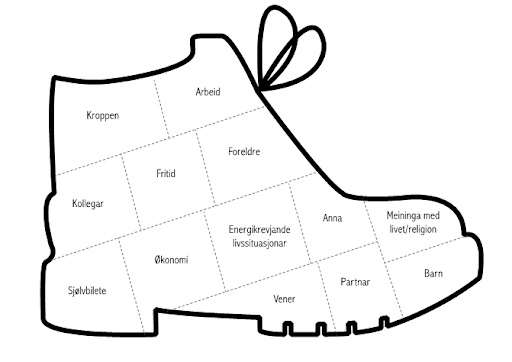 Arbeid
Kroppen
Foreldre
Fritid
Kollegar
Anna
Meininga med
livet/religion
Energikrevjande
livssituasjonar
Økonomi
Barn
Partnar
Sjølvbilete
Vener